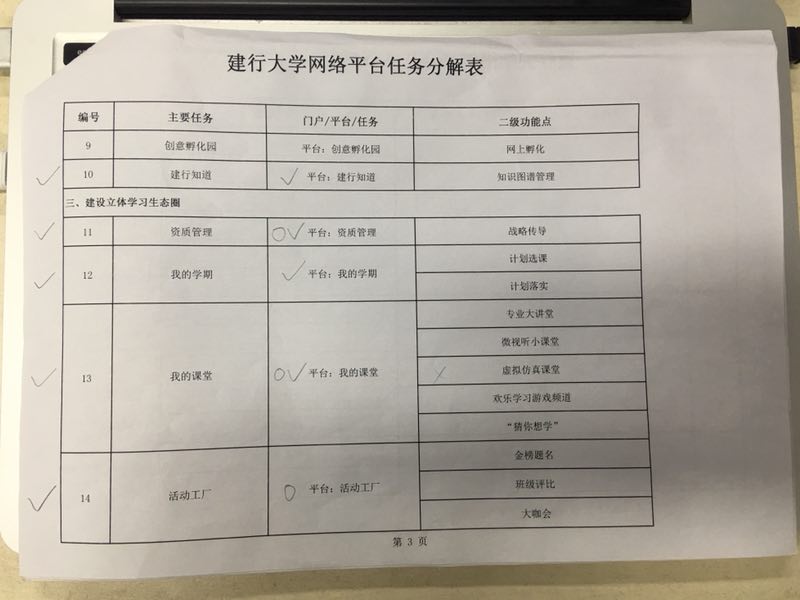 建行大学网络平台任务分解表
编号 主要任务 门户/平台/任务 二级功能点
9 创意孵化园 平台：创意孵化园 网上孵化
10 建行知道 平台：建行知道 知识图谱管理
三、建设立体学习生态圈
11 资质管理 平台：资质管理 战略传导
12 我的学期 平台：我的学期 计划选课
计划落实
13 我的课堂 平台：我的课堂 专业大讲堂
微视听小课堂
虚拟仿真课堂
欢乐学习游戏频道
“猜你想学”
14 活动工厂 平台：活动工厂 金榜题名
班级评比
大咖会
第 3 页